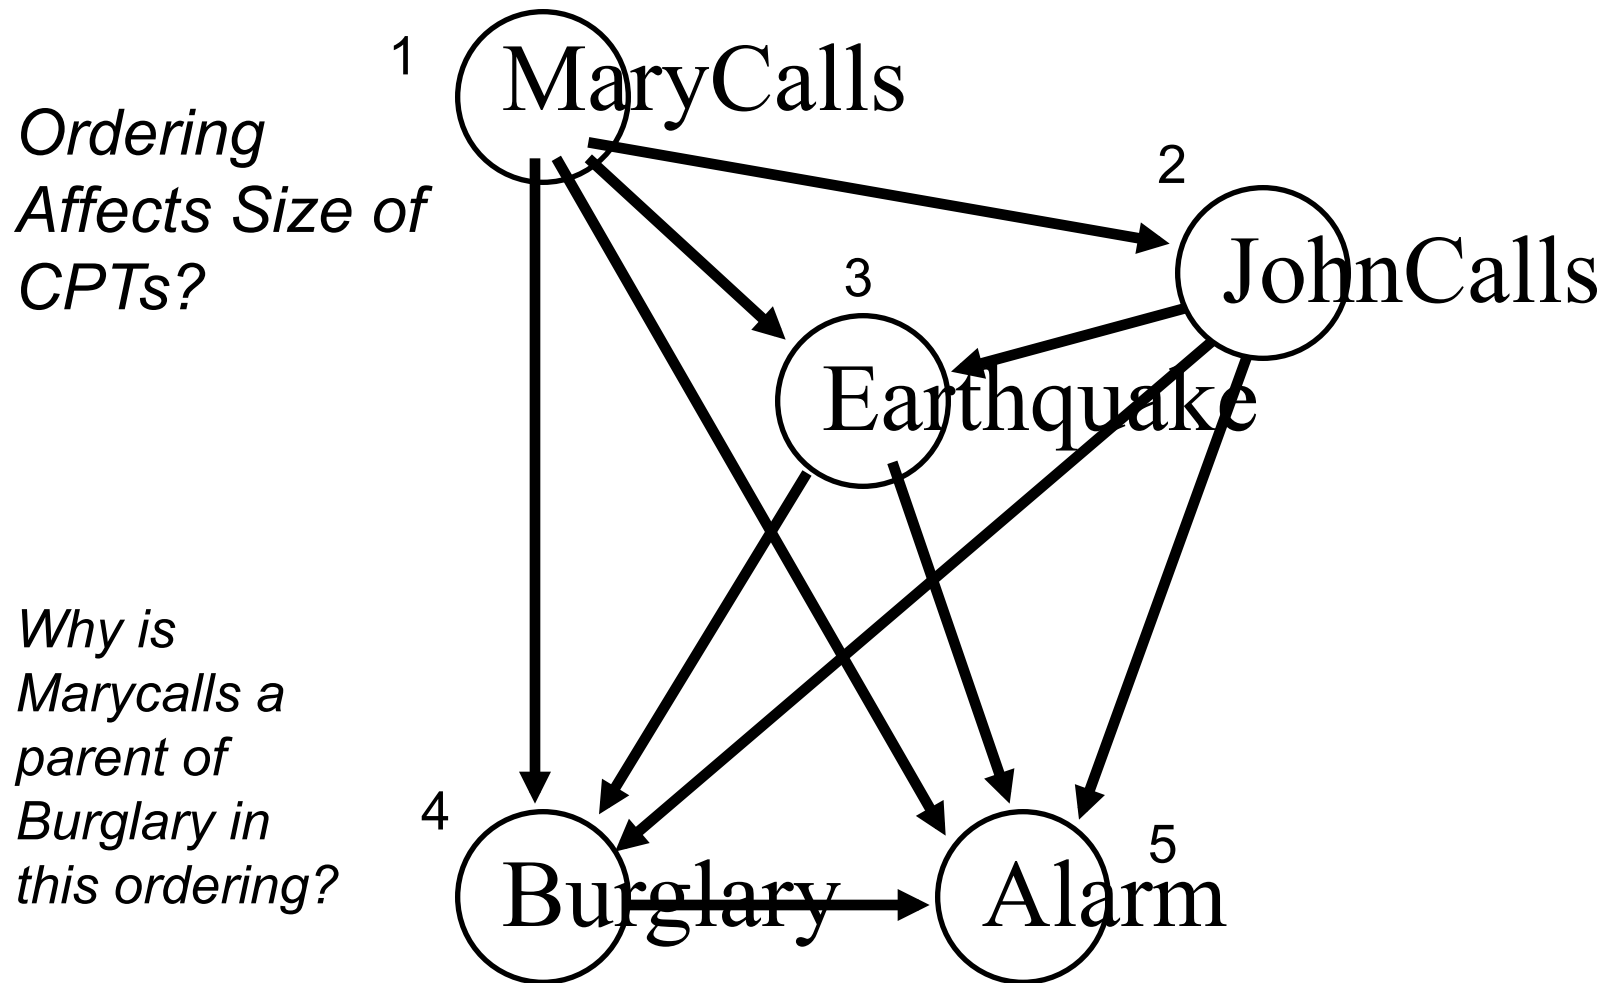 1
MaryCalls
Ordering
Affects Size of
CPTs?
2
JohnCalls
3
Earthquake
Why is
Marycalls a
parent of
Burglary in
this ordering?
4
Burglary
5
Alarm